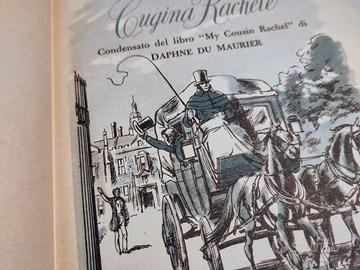 Cugina Rachele
Condensato del libro "My Cousin Rachel" di
DAPHNE DU MAURIER